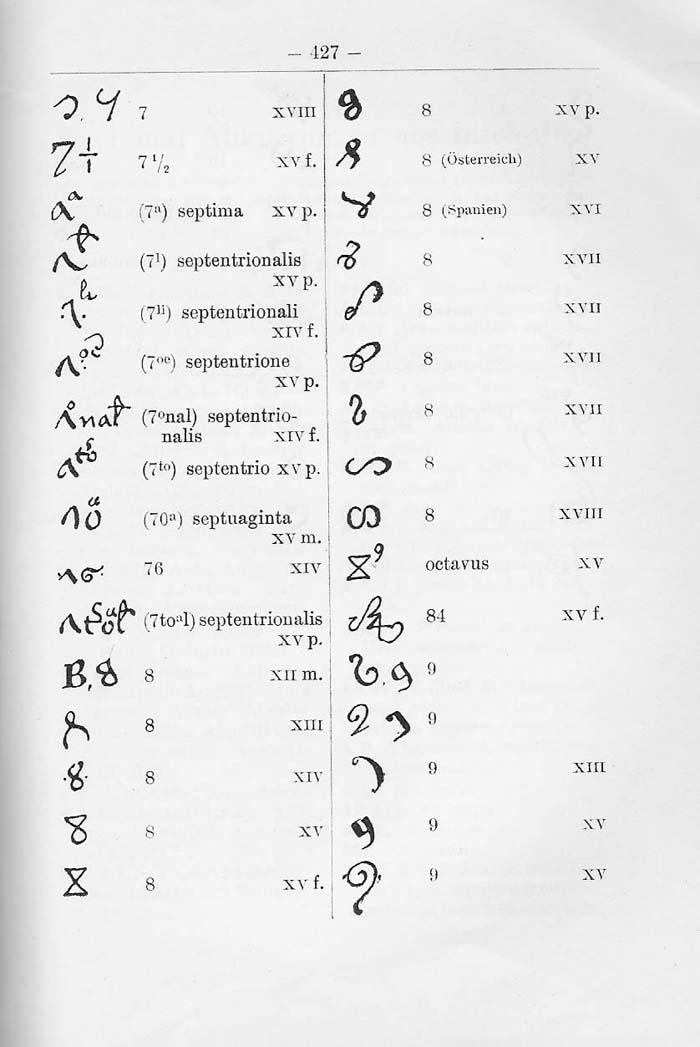 — 427 —
7 XVIII
7 1/2 XV f.
(7ᵃ) septima XV p.
(7¹) septentrionalis
XV p.
(7ˡⁱ) septentrionali
XIV f.
(7ᵒᵉ) septentrione
XV p.
(7ᵒnal) septentrio-
nalis XIV f.
(7ᵗᵒ) septentrio XV p.
(70ᵃ) septuaginta
XV m.
76 XIV
(7toᵃl) septentrionalis
XV p.
8 XII m.
8 XIII
8 XIV
8 XV
8 XV f.
8 XV p.
8 (Österreich) XV
8 (Spanien) XVI
8 XVII
8 XVII
8 XVII
8 XVII
8 XVII
8 XVIII
octavus XV
84 XV f.
9
9
9 XIII
9 XV
9 XV